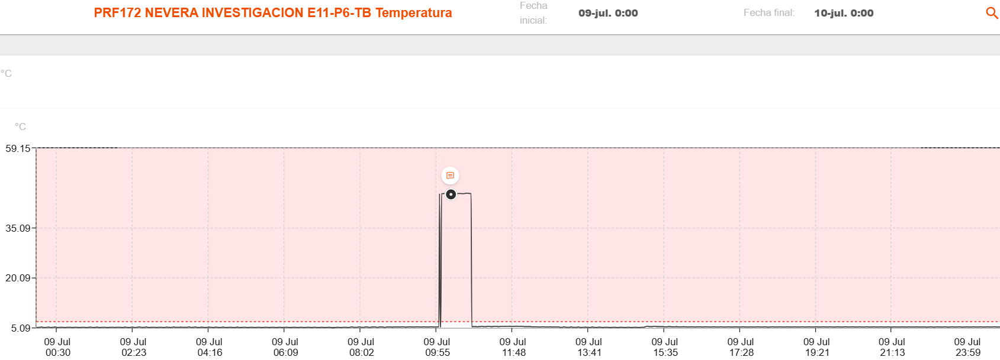 PRF172 NEVERA INVESTIGACION E11-P6-TB Temperatura
Fecha inicial:
09-jul. 0:00
Fecha final:
10-jul. 0:00
°C
°C
59.15
35.09
20.09
5.09
09 Jul 00:30
09 Jul 02:23
09 Jul 04:16
09 Jul 06:09
09 Jul 08:02
09 Jul 09:55
09 Jul 11:48
09 Jul 13:41
09 Jul 15:35
09 Jul 17:28
09 Jul 19:21
09 Jul 21:13
09 Jul 23:59